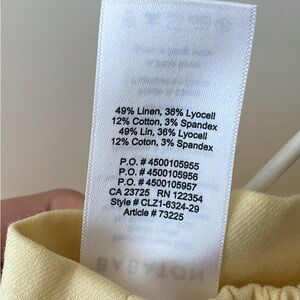 49% Linen, 36% Lyocell
12% Cotton, 3% Spandex
49% Lin, 36% Lyocell
12% Coton, 3% Spandex
P.O. # 4500105955
P.O. # 4500105956
P.O. # 4500105957
CA 23725 RN 122354
Style # CLZ1-6324-29
Article # 73225